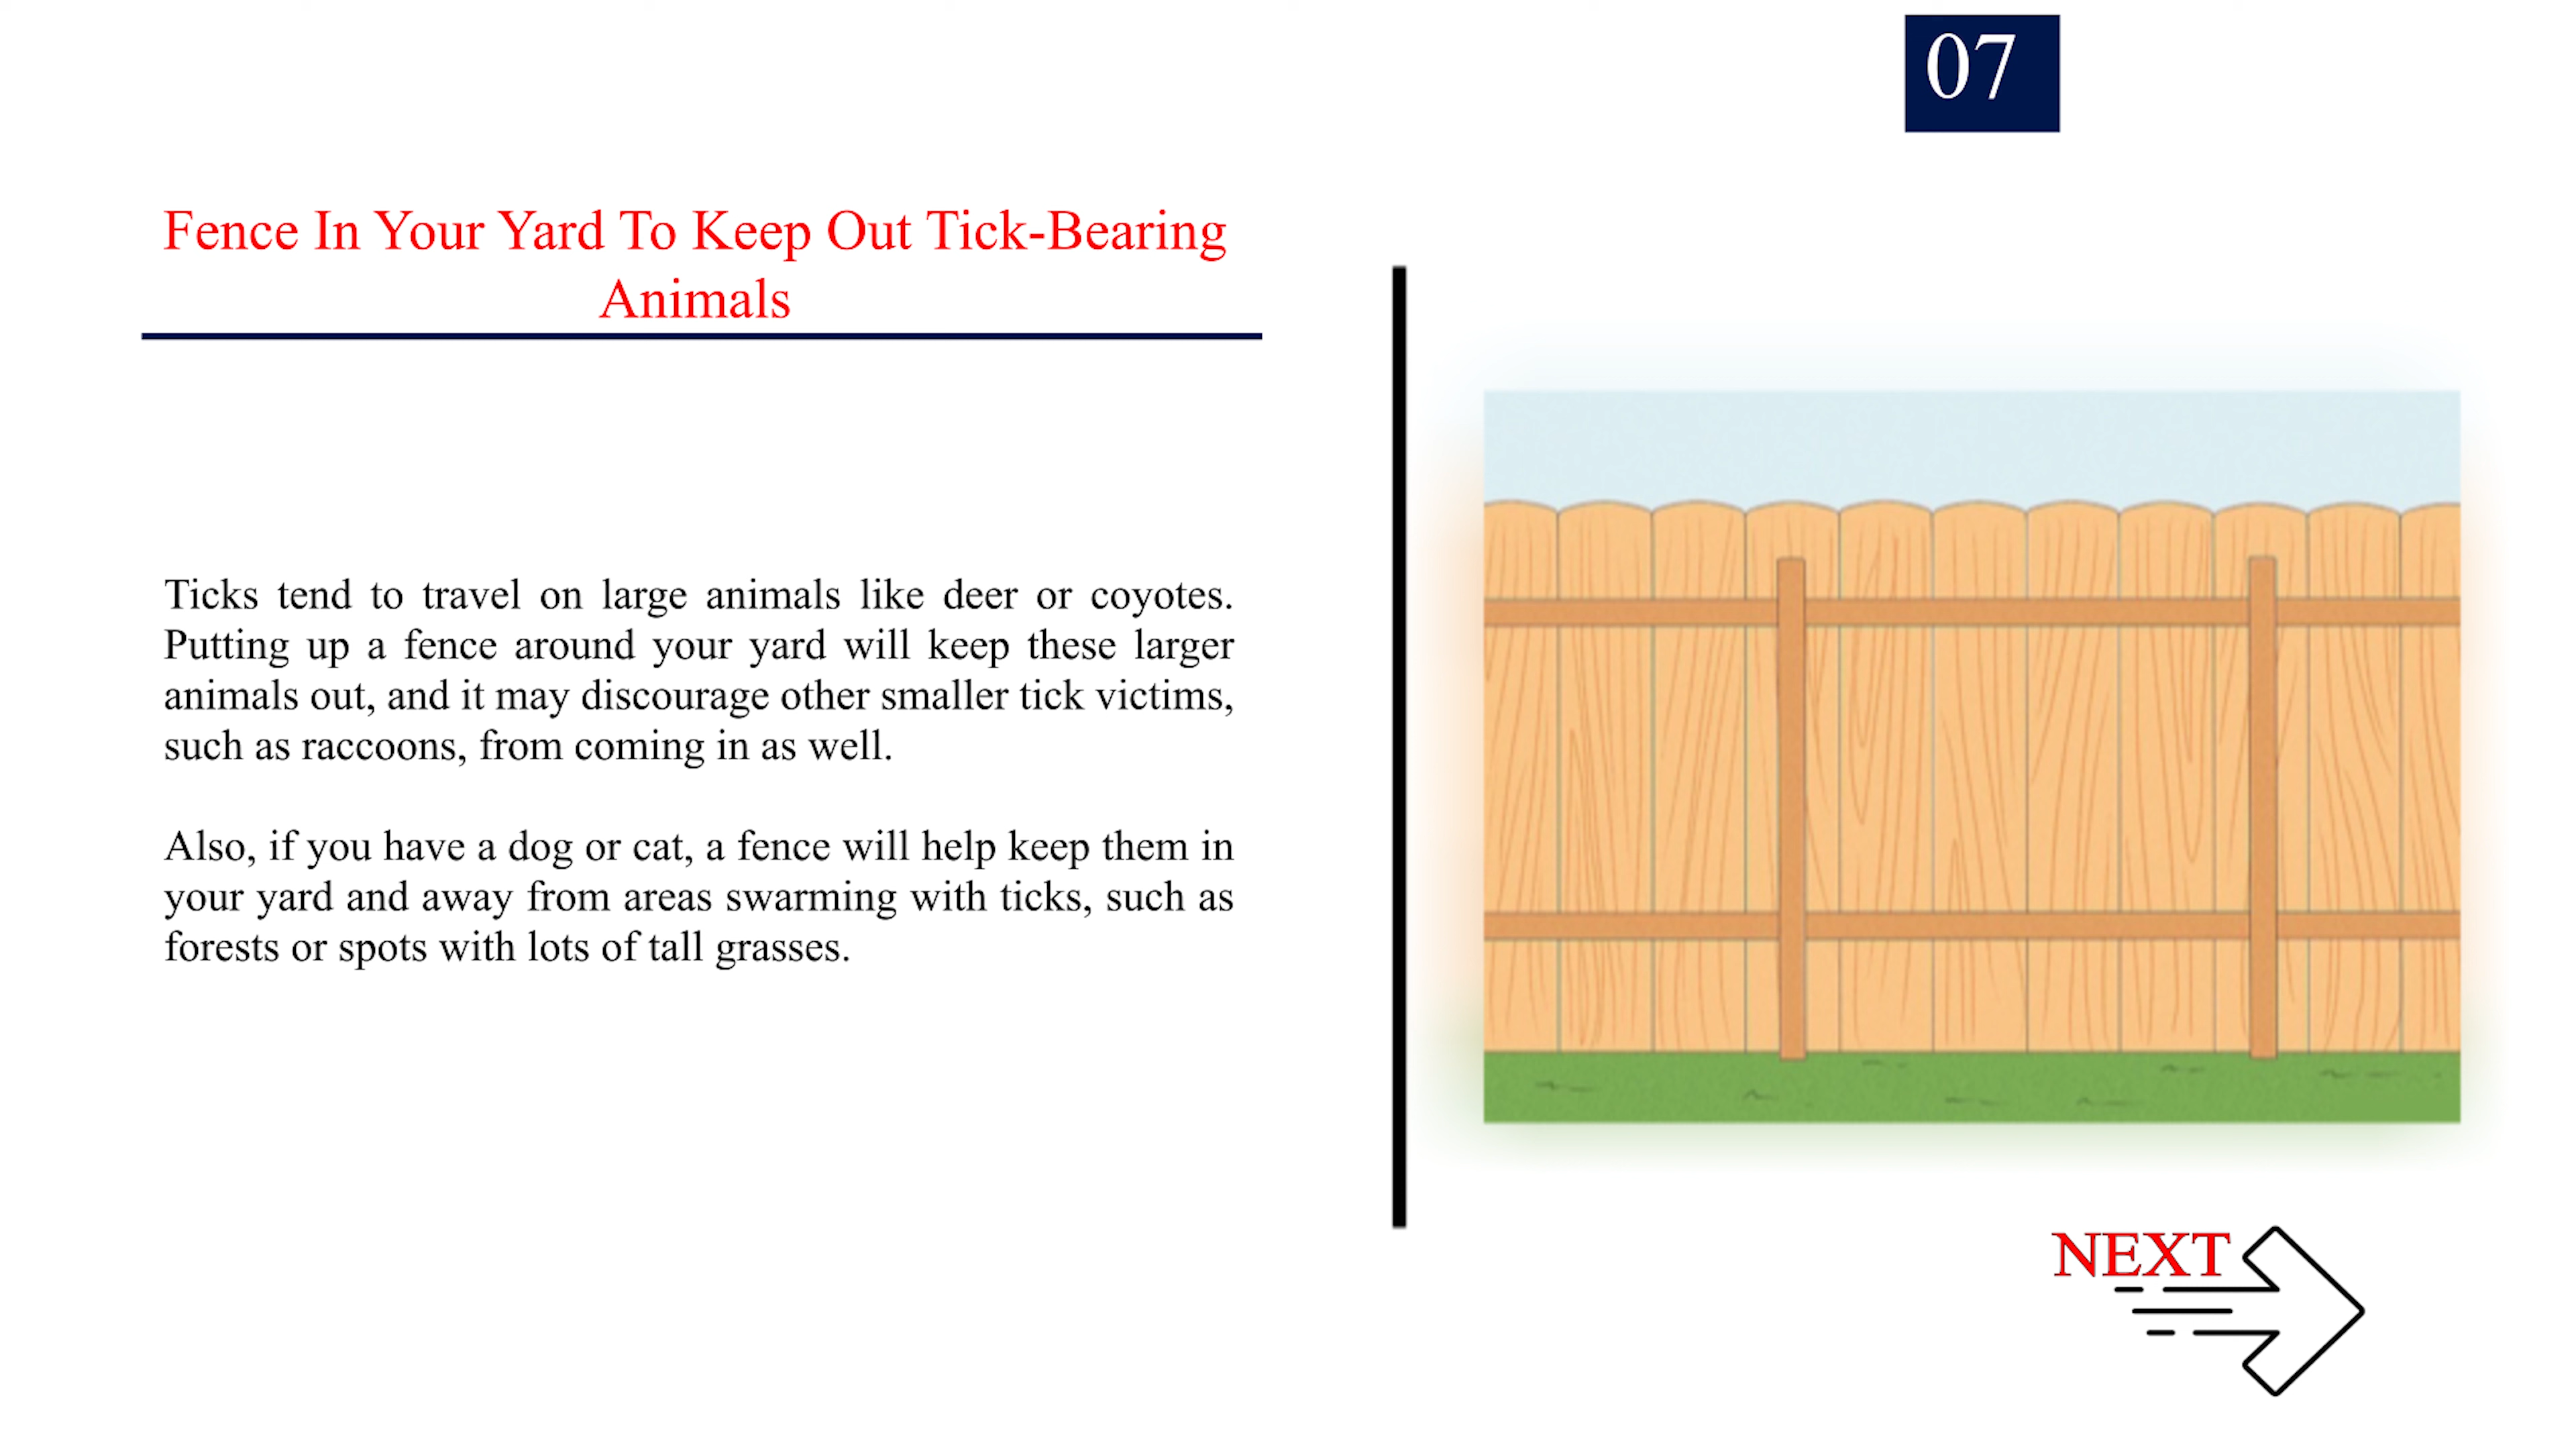 07
Fence In Your Yard To Keep Out Tick-Bearing
Animals
Ticks tend to travel on large animals like deer or coyotes.
Putting up a fence around your yard will keep these larger
animals out, and it may discourage other smaller tick victims,
such as raccoons, from coming in as well.
Also, if you have a dog or cat, a fence will help keep them in
your yard and away from areas swarming with ticks, such as
forests or spots with lots of tall grasses.
NEXT